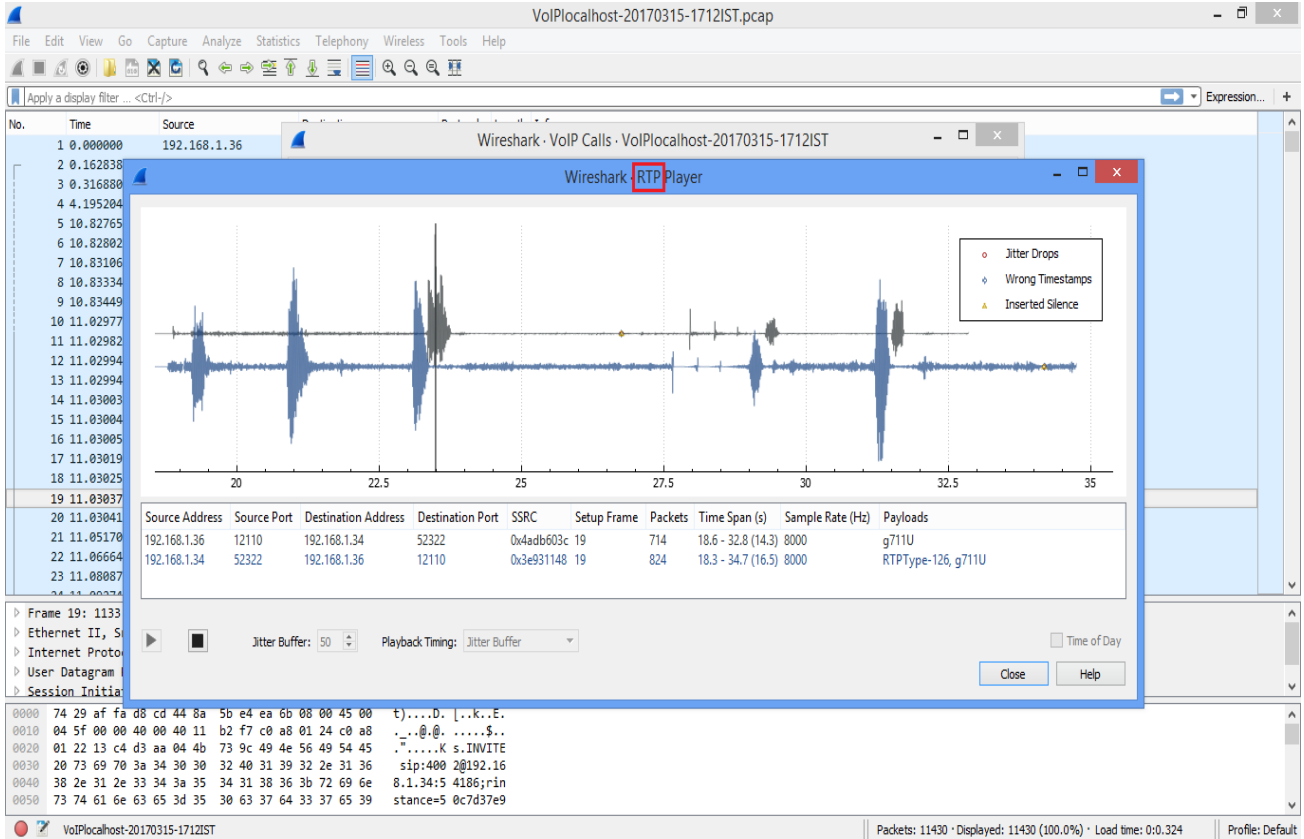 VoIPlocalhost-20170315-1712IST.pcap
File Edit View Go Capture Analyze Statistics Telephony Wireless Tools Help
Apply a display filter ... <Ctrl-/>
Expression... +
No. Time Source
Wireshark · VoIP Calls · VoIPlocalhost-20170315-1712IST
1 0.000000 192.168.1.36
2 0.162838
Wireshark · RTP Player
3 0.316880
4 4.195204
5 10.82765
6 10.82802
7 10.83106
8 10.83334
9 10.83449
10 11.02977
11 11.02982
12 11.02994
13 11.02994
14 11.03003
15 11.03004
16 11.03005
17 11.03019
18 11.03025
19 11.03037
20 11.03041
21 11.05170
22 11.06664
23 11.08087
Jitter Drops
Wrong Timestamps
Inserted Silence
20 22.5 25 27.5 30 32.5 35
Source Address Source Port Destination Address Destination Port SSRC Setup Frame Packets Time Span (s) Sample Rate (Hz) Payloads
192.168.1.36 12110 192.168.1.34 52322 0x4adb603c 19 714 18.6 - 32.8 (14.3) 8000 g711U
192.168.1.34 52322 192.168.1.36 12110 0x3e931148 19 824 18.3 - 34.7 (16.5) 8000 RTPType-126, g711U
Jitter Buffer: 50 Playback Timing: Jitter Buffer Time of Day
Close Help
Frame 19: 1133
Ethernet II, S
Internet Proto
User Datagram
Session Initia
0000 74 29 af fa d8 cd 44 8a 5b e4 ea 6b 08 00 45 00 t)....D. [..k..E.
0010 04 5f 00 00 40 00 40 11 b2 f7 c0 a8 01 24 c0 a8 ._..@.@. .....$..
0020 01 22 13 c4 d3 aa 04 4b 73 9c 49 4e 56 49 54 45 .".....K s.INVITE
0030 20 73 69 70 3a 34 30 30 32 40 31 39 32 2e 31 36 sip:400 2@192.16
0040 38 2e 31 2e 33 34 3a 35 34 31 38 36 3b 72 69 6e 8.1.34:5 4186;rin
0050 73 74 61 6e 63 65 3d 35 30 63 37 64 33 37 65 39 stance=5 0c7d37e9
VoIPlocalhost-20170315-1712IST
Packets: 11430 · Displayed: 11430 (100.0%) · Load time: 0:0.324
Profile: Default